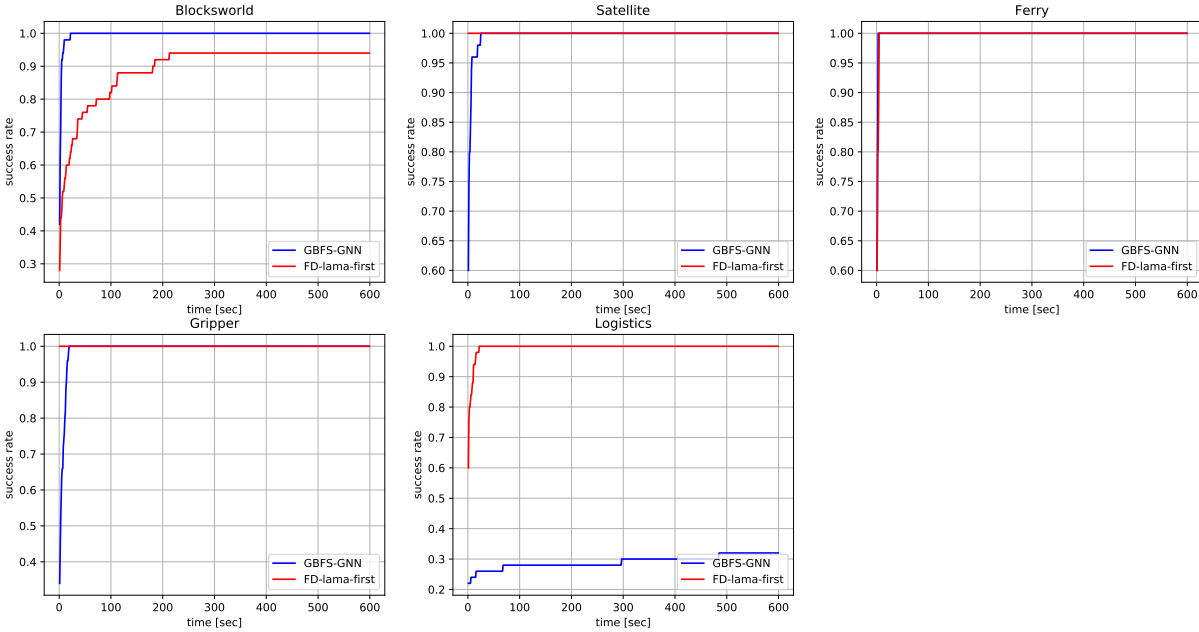 Blocksworld
1.0
0.9
0.8
0.7
0.6
0.5
0.4
0.3
success rate
0 100 200 300 400 500 600
time [sec]
GBFS-GNN
FD-lama-first
Satellite
1.00
0.95
0.90
0.85
0.80
0.75
0.70
0.65
0.60
success rate
0 100 200 300 400 500 600
time [sec]
GBFS-GNN
FD-lama-first
Ferry
1.00
0.95
0.90
0.85
0.80
0.75
0.70
0.65
0.60
success rate
0 100 200 300 400 500 600
time [sec]
GBFS-GNN
FD-lama-first
Gripper
1.0
0.9
0.8
0.7
0.6
0.5
0.4
success rate
0 100 200 300 400 500 600
time [sec]
GBFS-GNN
FD-lama-first
Logistics
1.0
0.9
0.8
0.7
0.6
0.5
0.4
0.3
0.2
success rate
0 100 200 300 400 500 600
time [sec]
GBFS-GNN
FD-lama-first